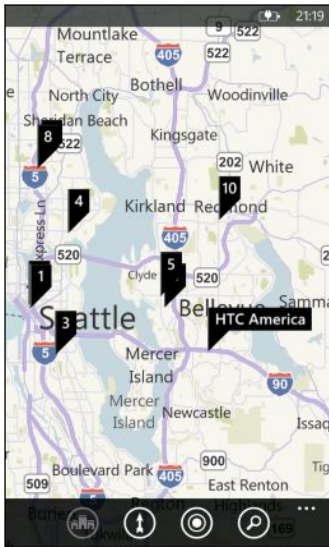 21:19
9
522
Mountlake
Terrace
405
522
Bothell
North City
Woodinville
Sheridan Beach
8
522
Kingsgate
5
202
White
4
10
Kirkland
Redmond
405
520
Clyde
5
520
1
Seattle
3
Bellevue
Samma
HTC America
5
Mercer
Island
90
Mercer
Island
Newcastle
Issaq
Boulevard Park
900
405
509
East Renton
Highlands
Renton
169
...